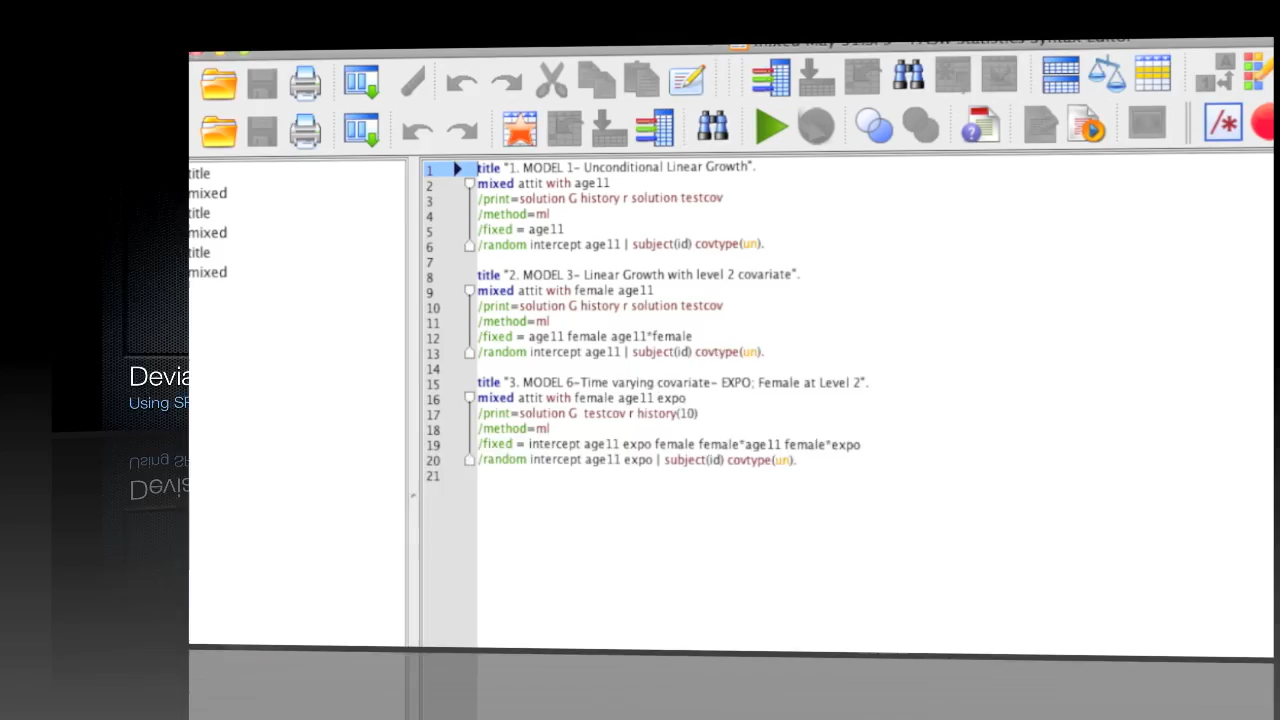 title
mixed
title
mixed
title
mixed
1 title "1. MODEL 1- Unconditional Linear Growth".
2 mixed attit with age11
3 /print=solution G history r solution testcov
4 /method=ml
5 /fixed = age11
6 /random intercept age11 | subject(id) covtype(un).
7
8 title "2. MODEL 3- Linear Growth with level 2 covariate".
9 mixed attit with female age11
10 /print=solution G history r solution testcov
11 /method=ml
12 /fixed = age11 female age11*female
13 /random intercept age11 | subject(id) covtype(un).
14
15 title "3. MODEL 6-Time varying covariate- EXPO; Female at Level 2".
16 mixed attit with female age11 expo
17 /print=solution G  testcov r history(10)
18 /method=ml
19 /fixed = intercept age11 expo female female*age11 female*expo
20 /random intercept age11 expo | subject(id) covtype(un).
21
Devia
Using SP